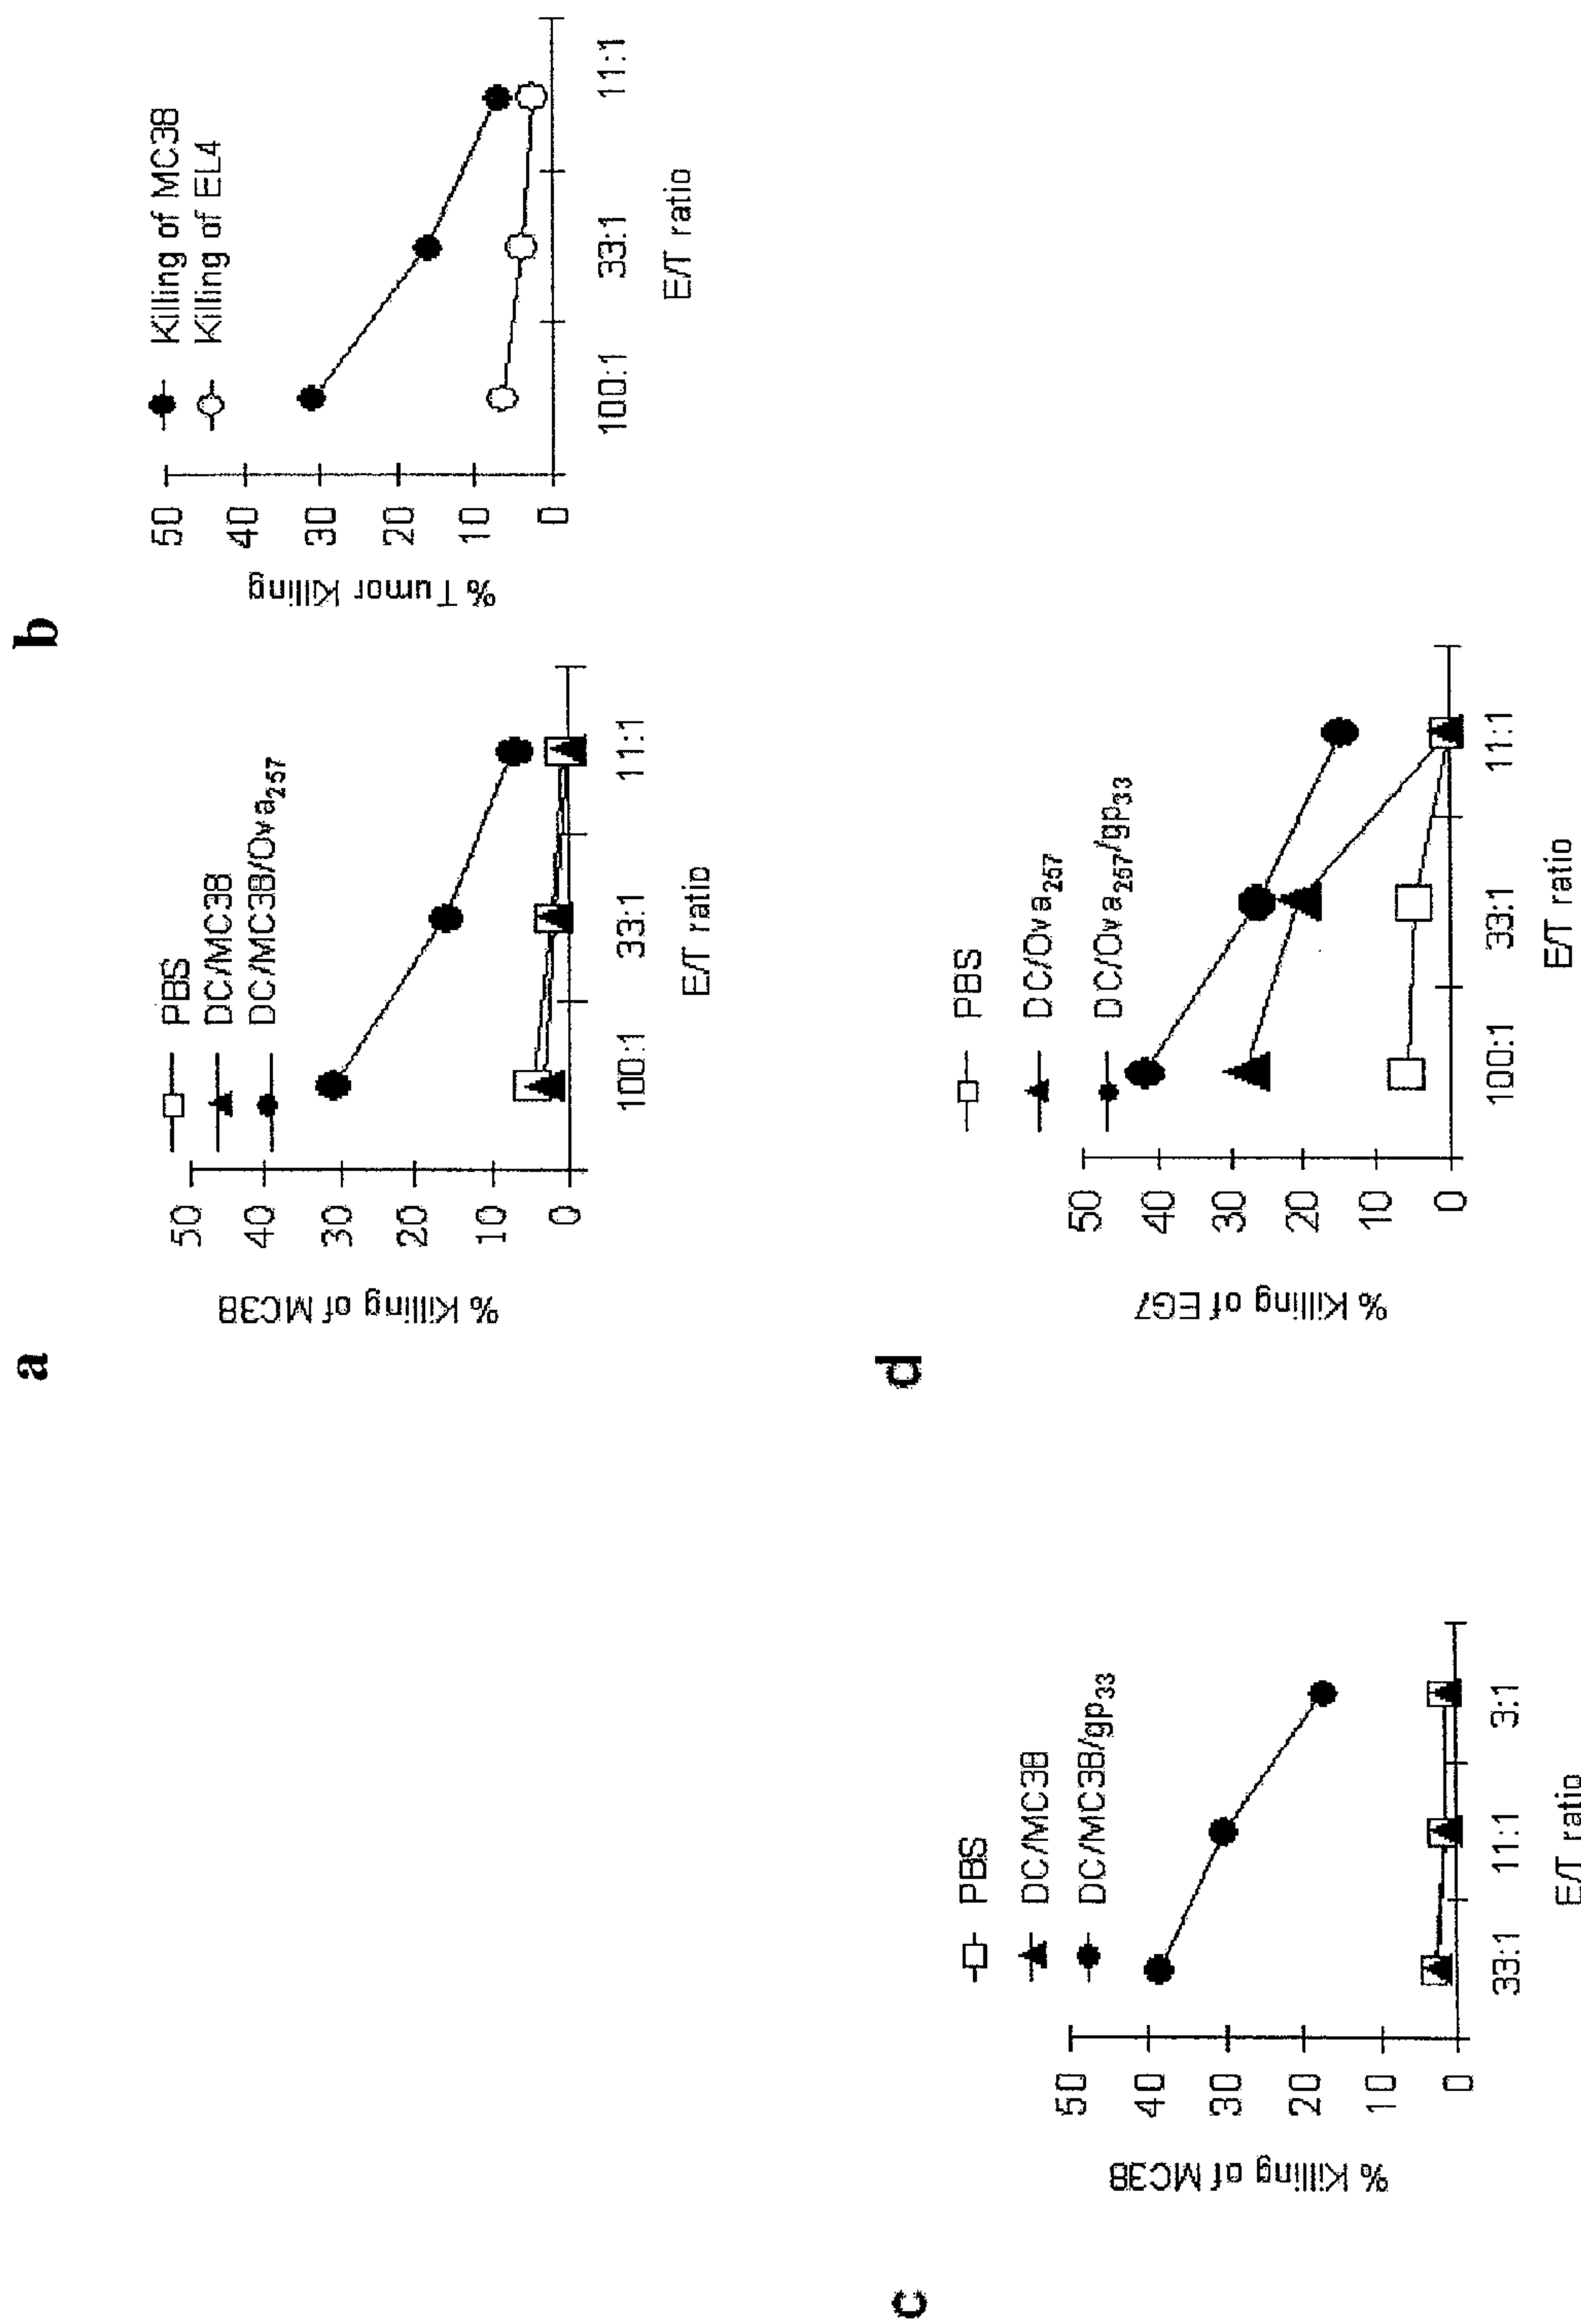 a
% Killing of MC38
50
40
30
20
10
0
PBS
DC/MC38
DC/MC38/Ova257
100:1
33:1
11:1
E/T ratio
b
% Tumor Killing
50
40
30
20
10
0
Killing of MC38
Killing of EL4
100:1
33:1
11:1
E/T ratio
c
% Killing of MC38
50
40
30
20
10
0
PBS
DC/MC38
DC/MC38/gp33
33:1
11:1
3:1
E/T ratio
d
% Killing of EG7
50
40
30
20
10
0
PBS
DC/Ova257
DC/Ova257/gp33
100:1
33:1
11:1
E/T ratio